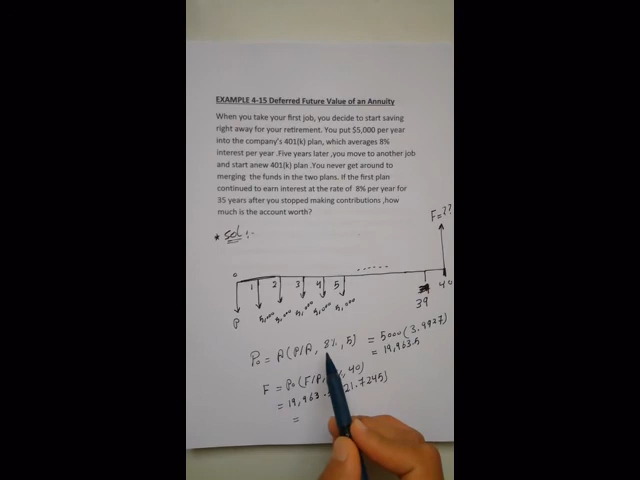 EXAMPLE 4-15 Deferred Future Value of an Annuity
When you take your first job, you decide to start saving
right away for your retirement. You put $5,000 per year
into the company's 401(k) plan, which averages 8%
interest per year .Five years later ,you move to another job
and start anew 401(k) plan .You never get around to
merging the funds in the two plans. If the first plan
continued to earn interest at the rate of 8% per year for
35 years after you stopped making contributions ,how
much is the account worth?
* Sol :.
F=??
0 1 2 3 4 5 ...... 39 40
P 5,000 5,000 5,000 5,000 5,000
P0 = A(P/A, 8%, 5) = 5000(3.9927)
= 19,963.5
F = P0 (F/P, %, 40)
= 19,963. 21.7245)
=